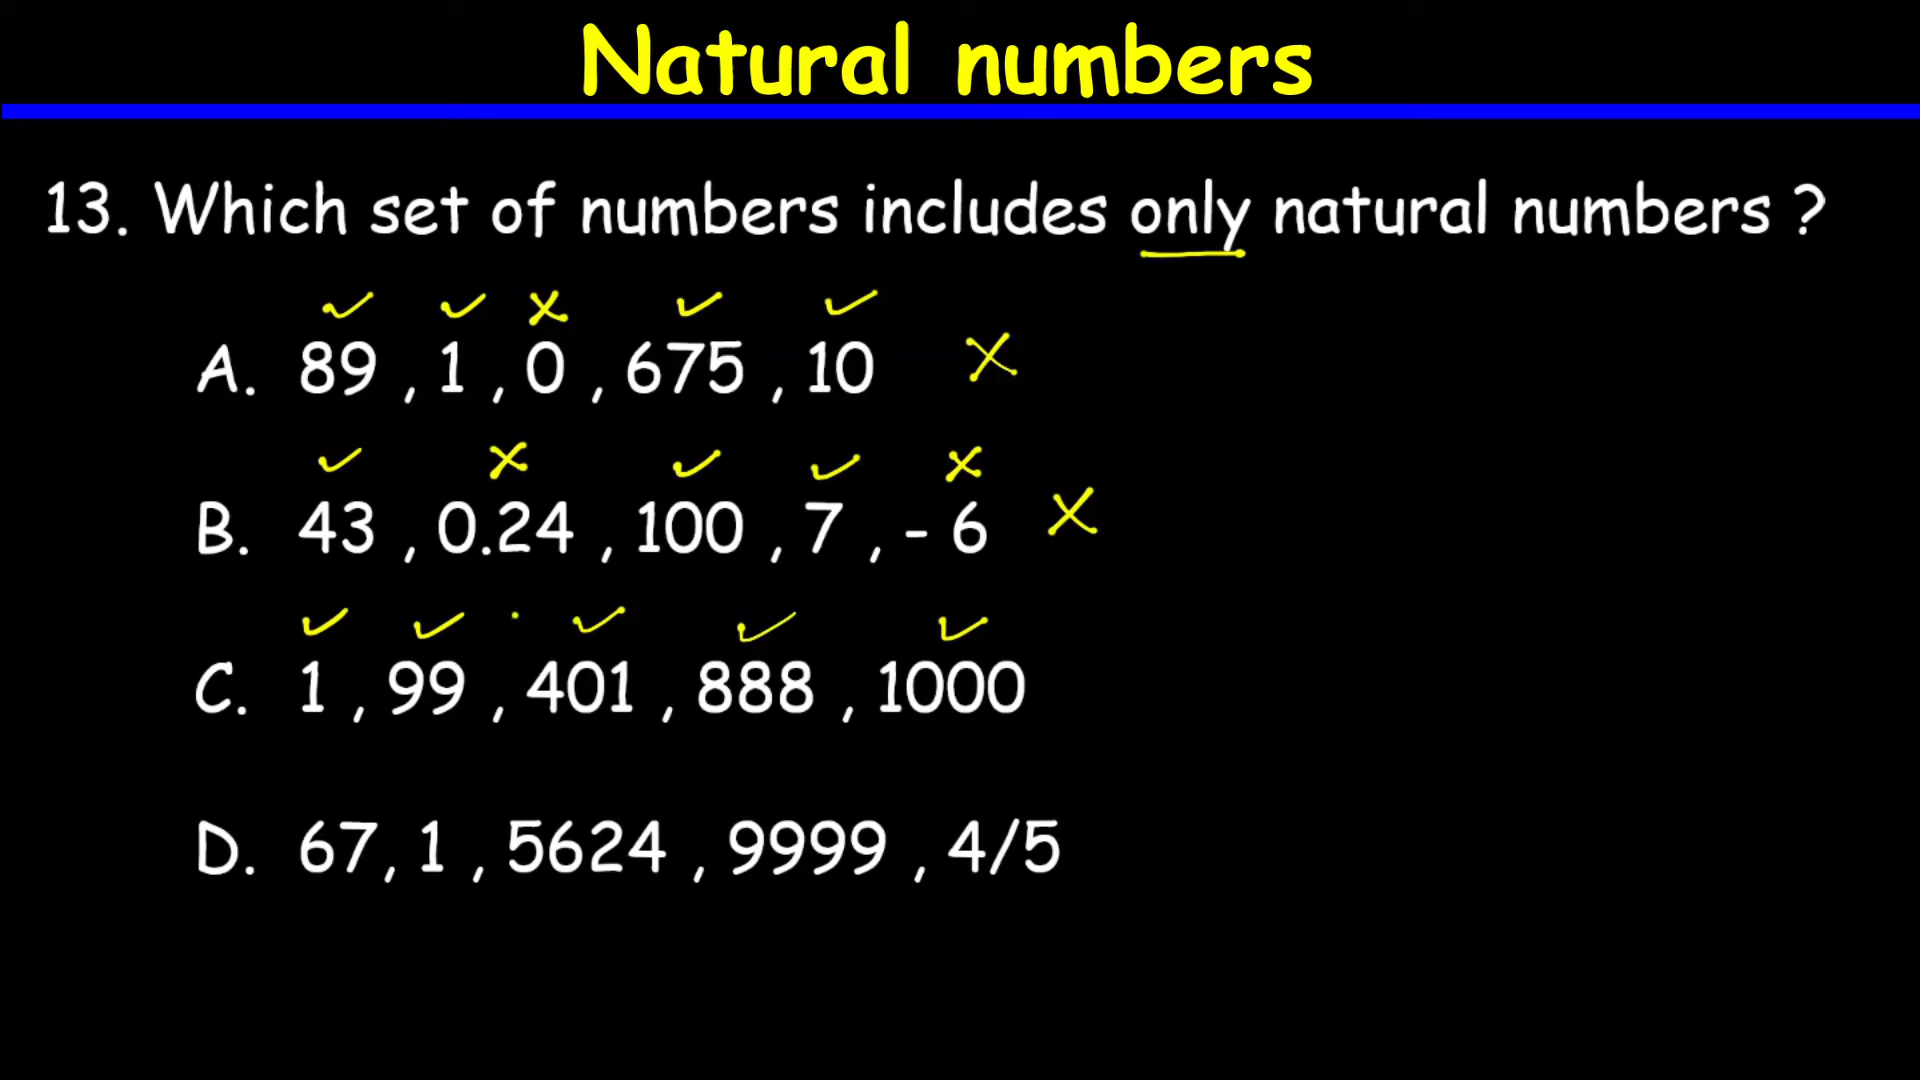 Natural numbers
13. Which set of numbers includes only natural numbers ?
✓ ✓ x ✓ ✓
A. 89 , 1 , 0 , 675 , 10 x
✓ x ✓ ✓ x
B. 43 , 0.24 , 100 , 7 , - 6 x
✓ ✓ ✓ ✓ ✓
C. 1 , 99 , 401 , 888 , 1000
D. 67, 1 , 5624 , 9999 , 4/5